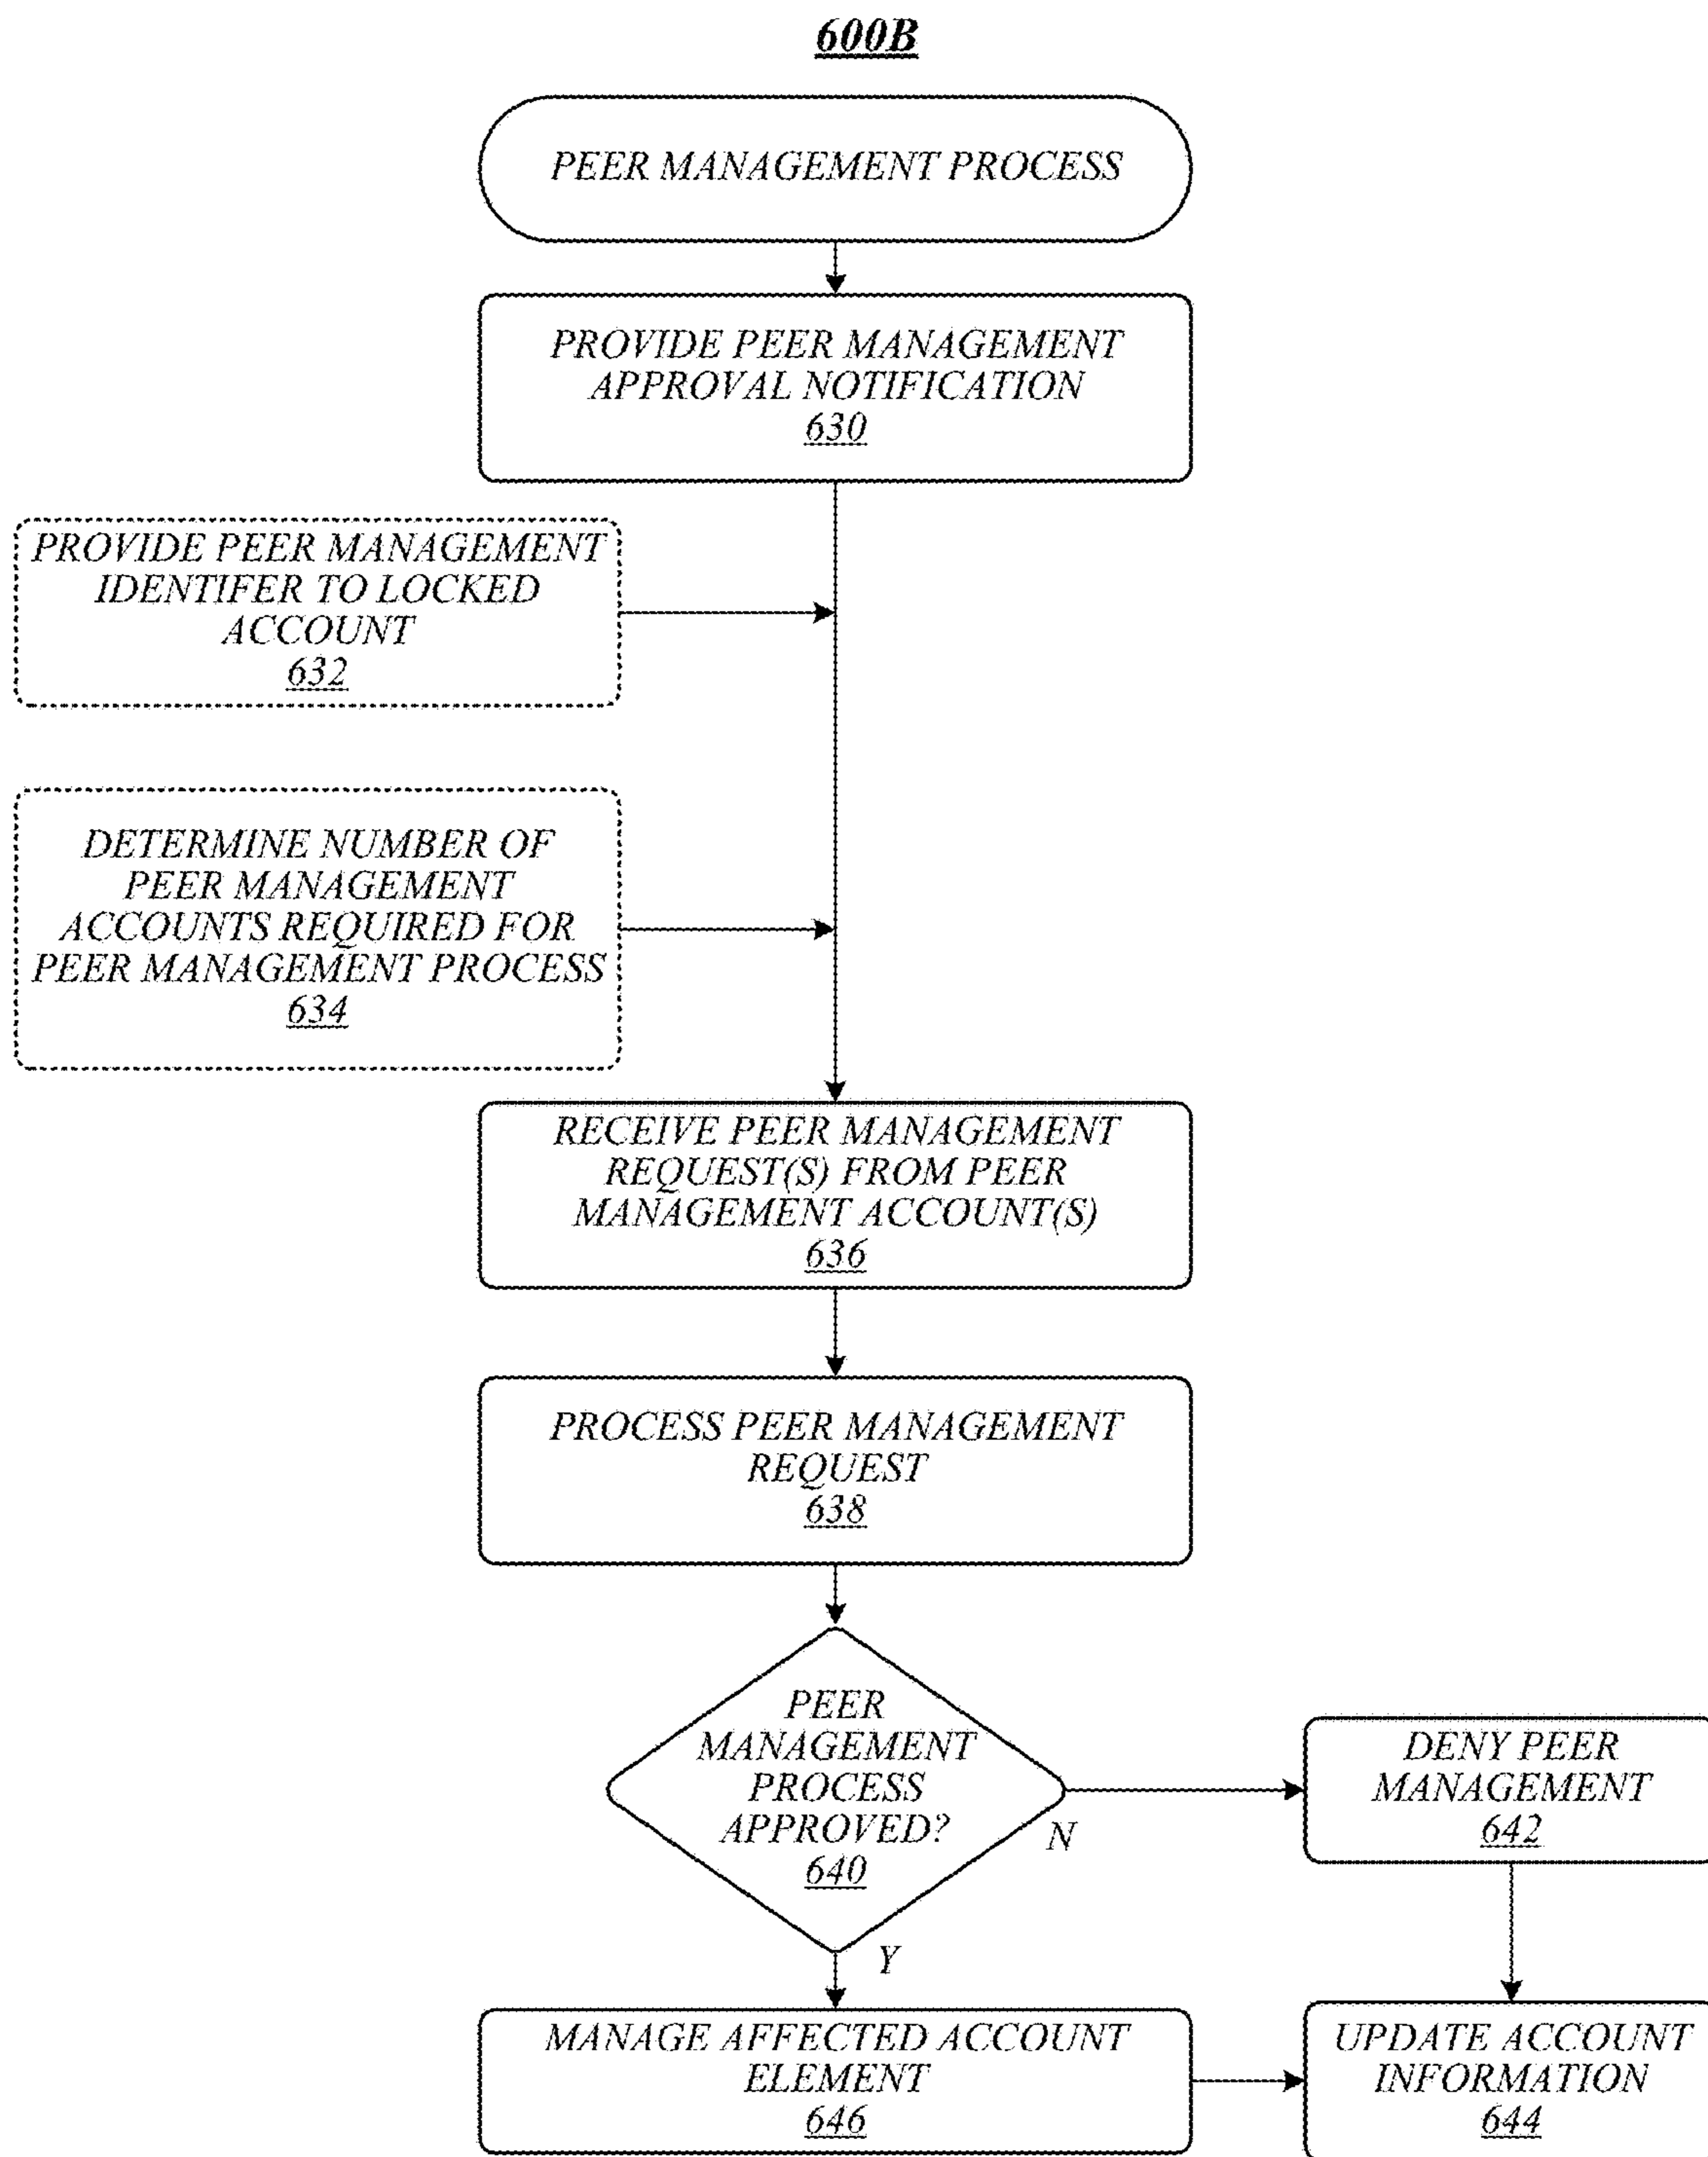 600B
PEER MANAGEMENT PROCESS
PROVIDE PEER MANAGEMENT
APPROVAL NOTIFICATION
630
PROVIDE PEER MANAGEMENT
IDENTIFER TO LOCKED
ACCOUNT
632
DETERMINE NUMBER OF
PEER MANAGEMENT
ACCOUNTS REQUIRED FOR
PEER MANAGEMENT PROCESS
634
RECEIVE PEER MANAGEMENT
REQUEST(S) FROM PEER
MANAGEMENT ACCOUNT(S)
636
PROCESS PEER MANAGEMENT
REQUEST
638
PEER
MANAGEMENT
PROCESS
APPROVED?
640
N
DENY PEER
MANAGEMENT
642
Y
MANAGE AFFECTED ACCOUNT
ELEMENT
646
UPDATE ACCOUNT
INFORMATION
644